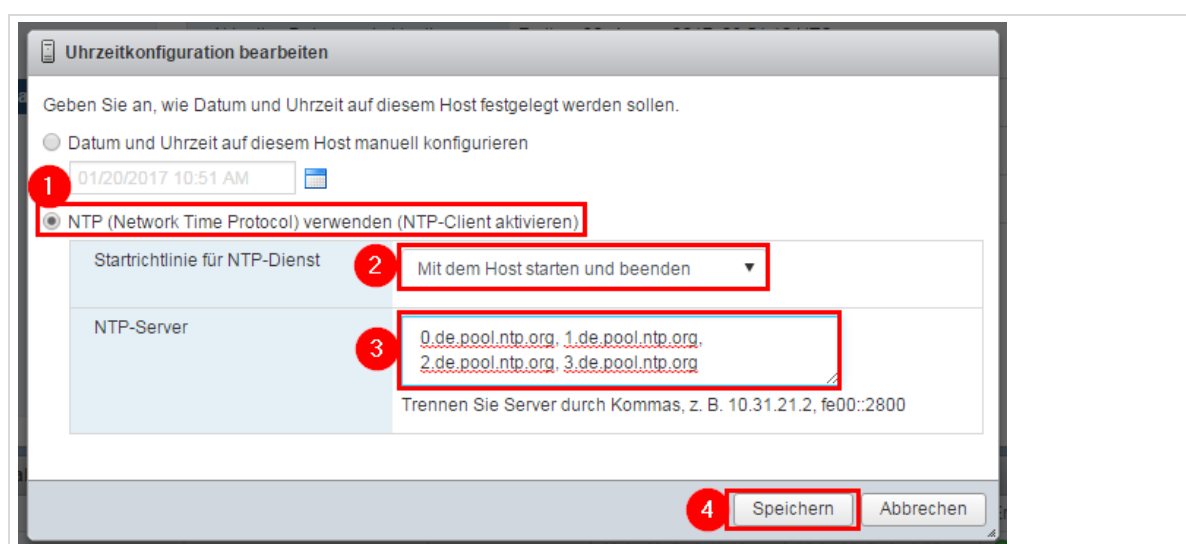 Uhrzeitkonfiguration bearbeiten
Geben Sie an, wie Datum und Uhrzeit auf diesem Host festgelegt werden sollen.
Datum und Uhrzeit auf diesem Host manuell konfigurieren
1
01/20/2017 10:51 AM
NTP (Network Time Protocol) verwenden (NTP-Client aktivieren)
Startrichtlinie für NTP-Dienst
2
Mit dem Host starten und beenden
NTP-Server
3
0.de.pool.ntp.org, 1.de.pool.ntp.org,
2.de.pool.ntp.org, 3.de.pool.ntp.org
Trennen Sie Server durch Kommas, z. B. 10.31.21.2, fe00::2800
4
Speichern
Abbrechen